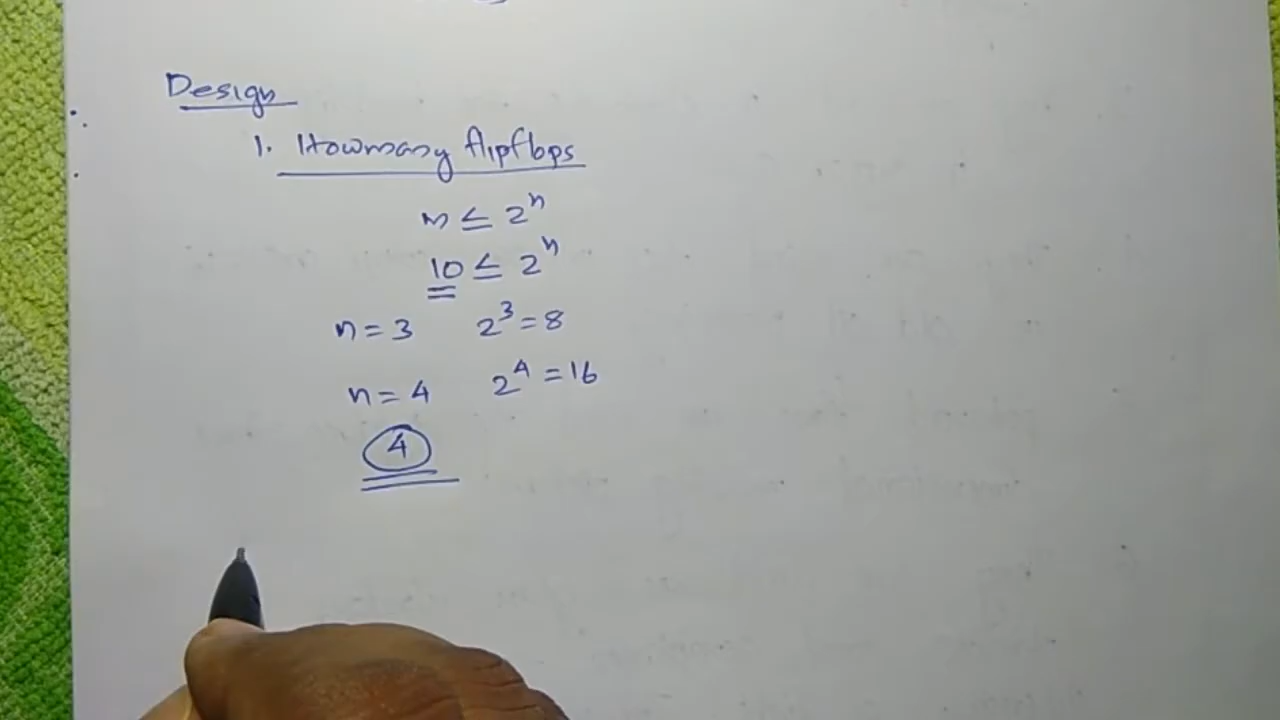 Design
1. Howmany flipflops
m ≤ 2^n
10 ≤ 2^n
n = 3 2^3 = 8
n = 4 2^4 = 16
4